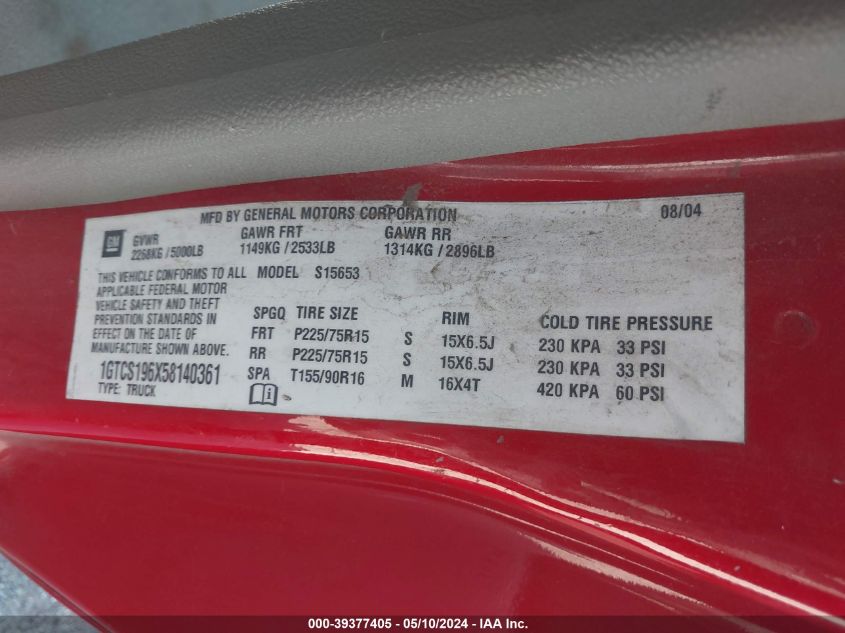 MFD BY GENERAL MOTORS CORPORATION 08/04
GM
GVWR GAWR FRT GAWR RR
2268KG / 5000LB 1149KG / 2533LB 1314KG / 2896LB
THIS VEHICLE CONFORMS TO ALL MODEL S15653
APPLICABLE FEDERAL MOTOR
VEHICLE SAFETY AND THEFT
PREVENTION STANDARDS IN
EFFECT ON THE DATE OF
MANUFACTURE SHOWN ABOVE.
1GTCS196X58140361
TYPE: TRUCK
SPGQ TIRE SIZE RIM COLD TIRE PRESSURE
FRT P225/75R15 S 15X6.5J 230 KPA 33 PSI
RR P225/75R15 S 15X6.5J 230 KPA 33 PSI
SPA T155/90R16 M 16X4T 420 KPA 60 PSI
i
000-39377405 - 05/10/2024 - IAA Inc.